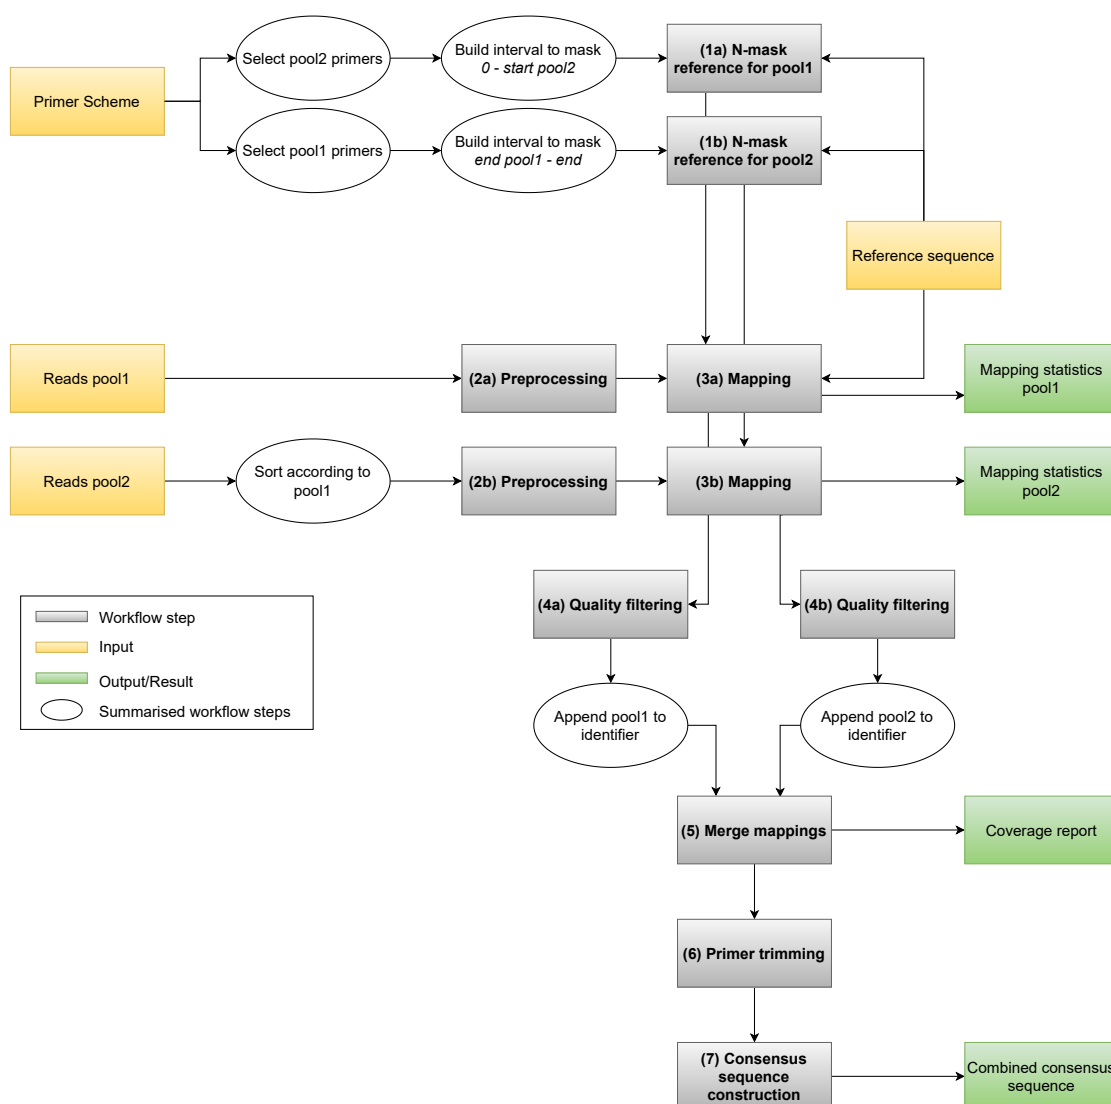 Primer Scheme
Select pool2 primers
Build interval to mask
0 - start pool2
(1a) N-mask
reference for pool1
Select pool1 primers
Build interval to mask
end pool1 - end
(1b) N-mask
reference for pool2
Reference sequence
Reads pool1
(2a) Preprocessing
(3a) Mapping
Mapping statistics
pool1
Reads pool2
Sort according to
pool1
(2b) Preprocessing
(3b) Mapping
Mapping statistics
pool2
(4a) Quality filtering
(4b) Quality filtering
Workflow step
Input
Output/Result
Summarised workflow steps
Append pool1 to
identifier
Append pool2 to
identifier
(5) Merge mappings
Coverage report
(6) Primer trimming
(7) Consensus
sequence
construction
Combined consensus
sequence